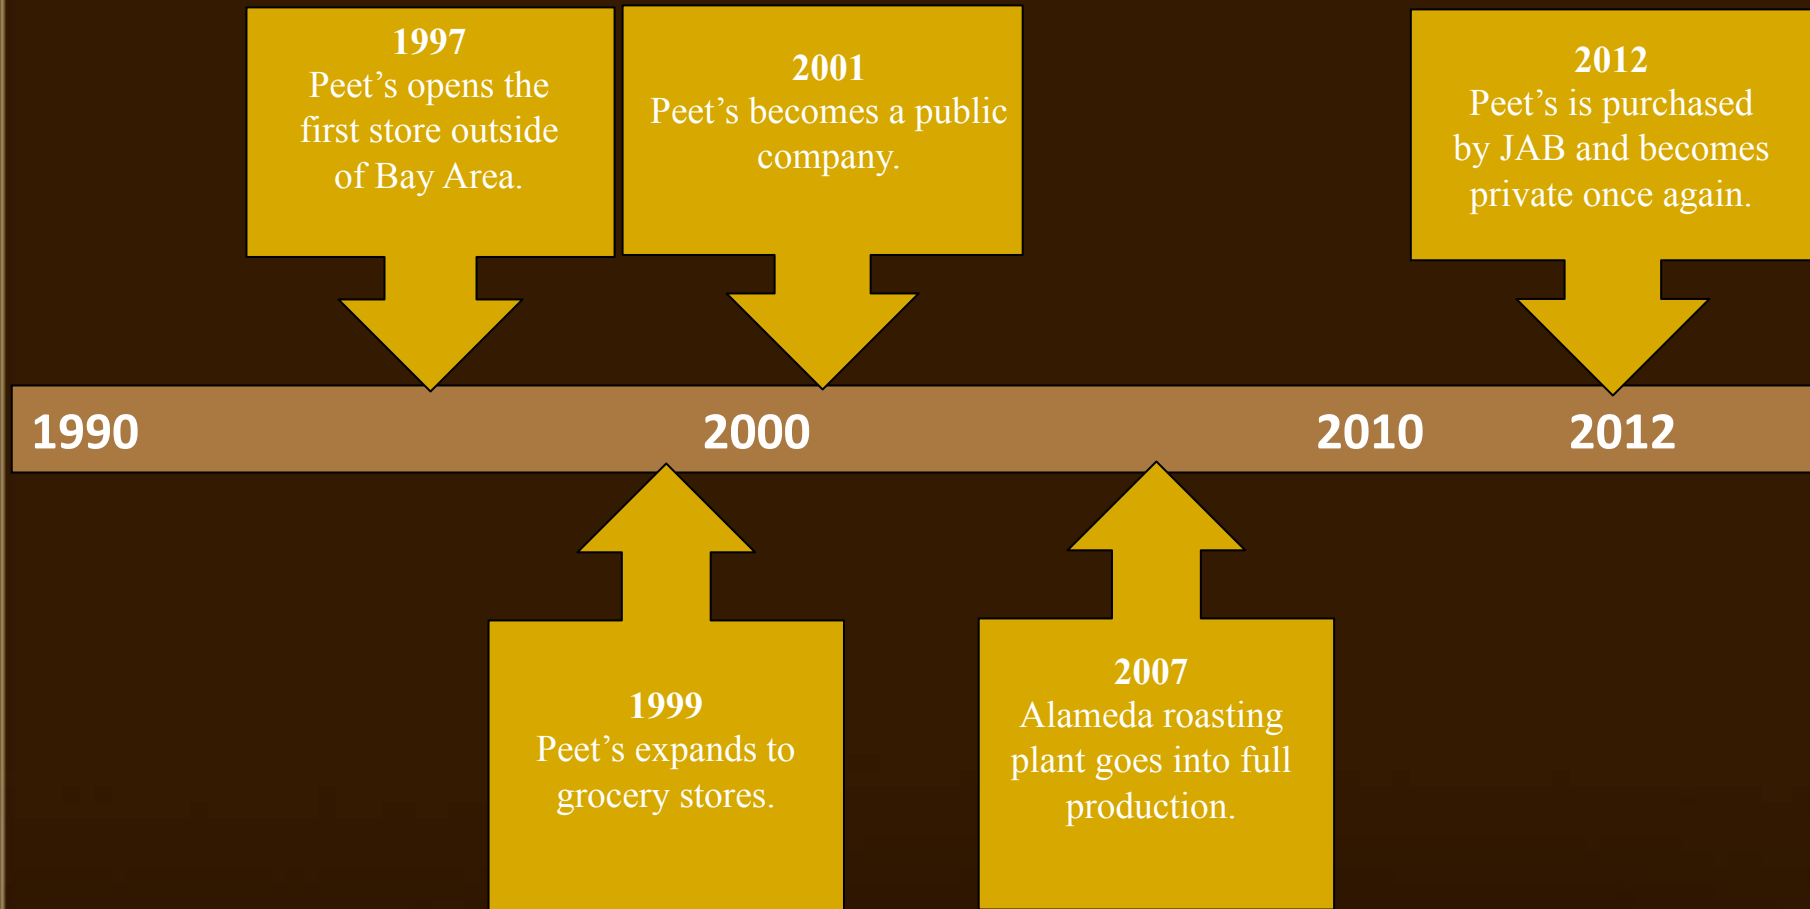 1997
Peet’s opens the
first store outside
of Bay Area.
2001
Peet’s becomes a public
company.
2012
Peet’s is purchased
by JAB and becomes
private once again.
1990 2000 2010 2012
1999
Peet’s expands to
grocery stores.
2007
Alameda roasting
plant goes into full
production.